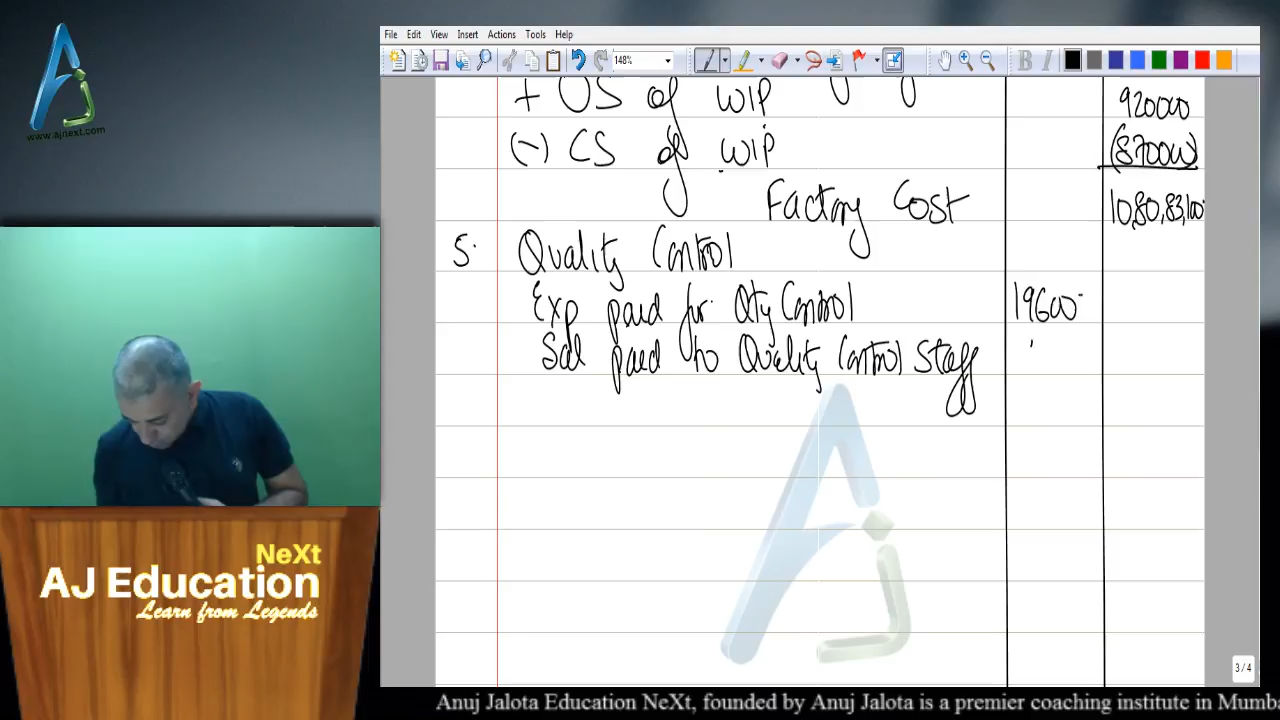 www.ajnext.com
File Edit View Insert Actions Tools Help
148%
+ OS of WIP 920000
(-) CS of WIP (870000)
Factory Cost 10,80,83,100
5. Quality Control
Exp paid for Qty Control 19600
Sal paid to Quality Control Staff
3 / 4
NeXt
AJ Education
Learn from Legends
Anuj Jalota Education NeXt, founded by Anuj Jalota is a premier coaching institute in Mumb